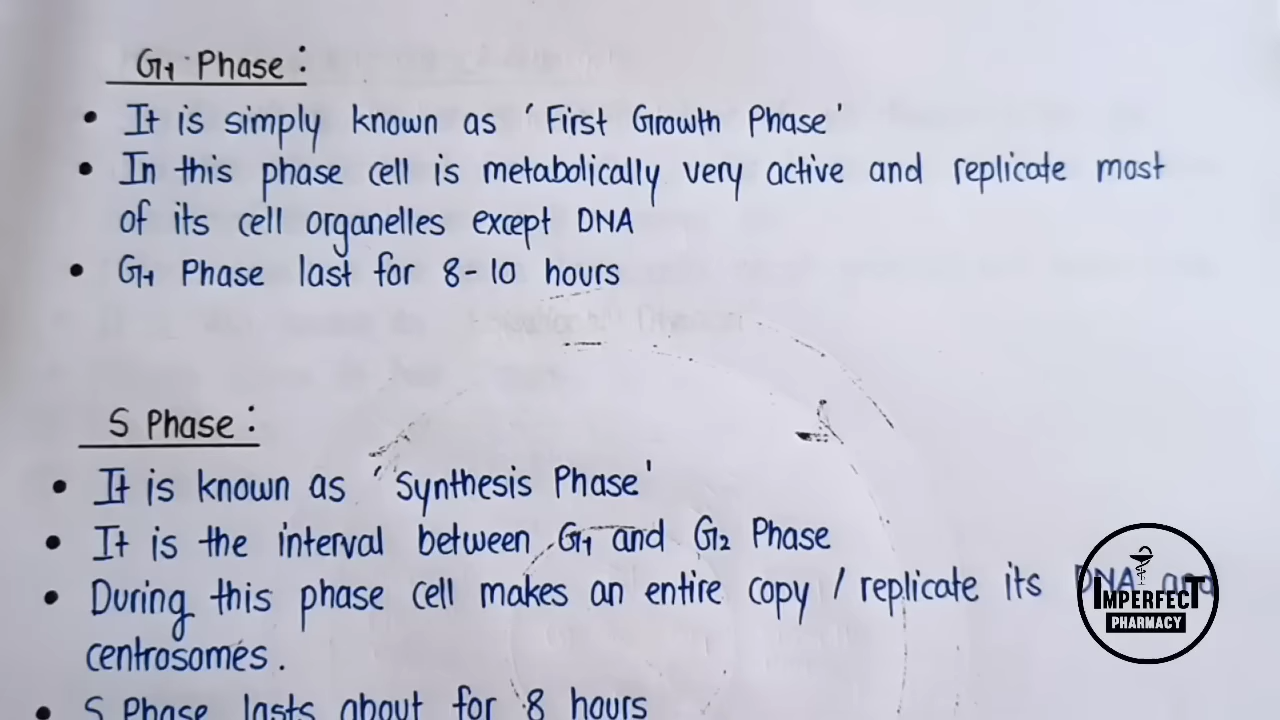 G1 Phase :
• It is simply known as 'First Growth Phase'
• In this phase cell is metabolically very active and replicate most
of its cell organelles except DNA
• G1 Phase last for 8-10 hours
S Phase :
• It is known as 'Synthesis Phase'
• It is the interval between G1 and G2 Phase
• During this phase cell makes an entire copy / replicate its DNA and
centrosomes.
• S Phase lasts about for 8 hours
IMPERFECT
PHARMACY